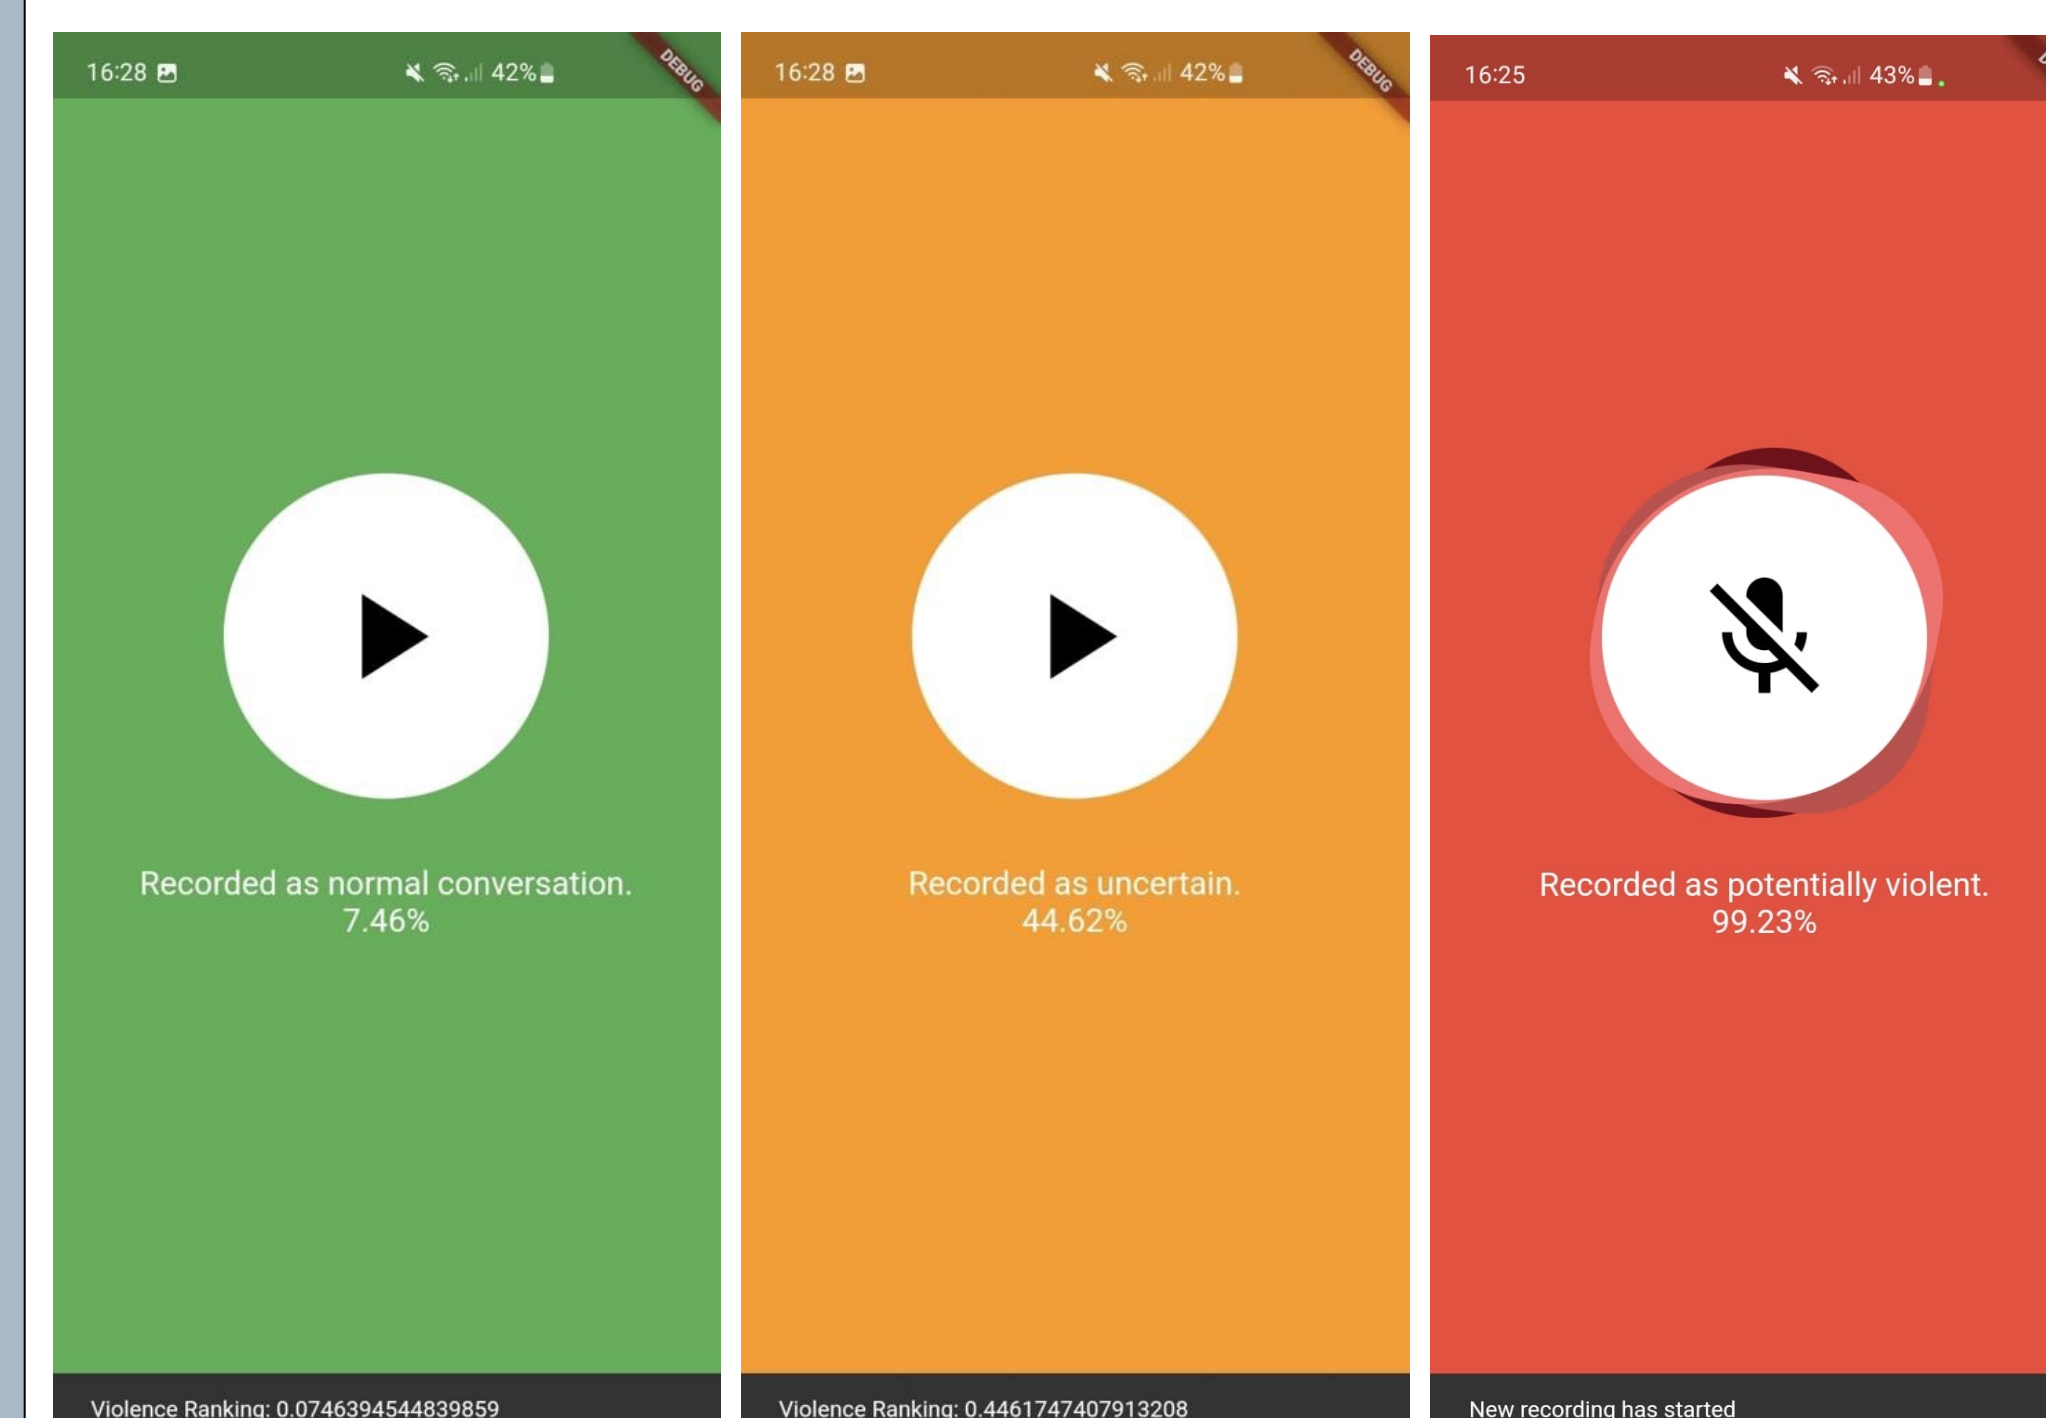 16:28
42%
DEBUG
Recorded as normal conversation.
7.46%
Violence Ranking: 0.0746394544839859
16:28
42%
DEBUG
Recorded as uncertain.
44.62%
Violence Ranking: 0.4461747407913208
16:25
43%
Recorded as potentially violent.
99.23%
New recording has started